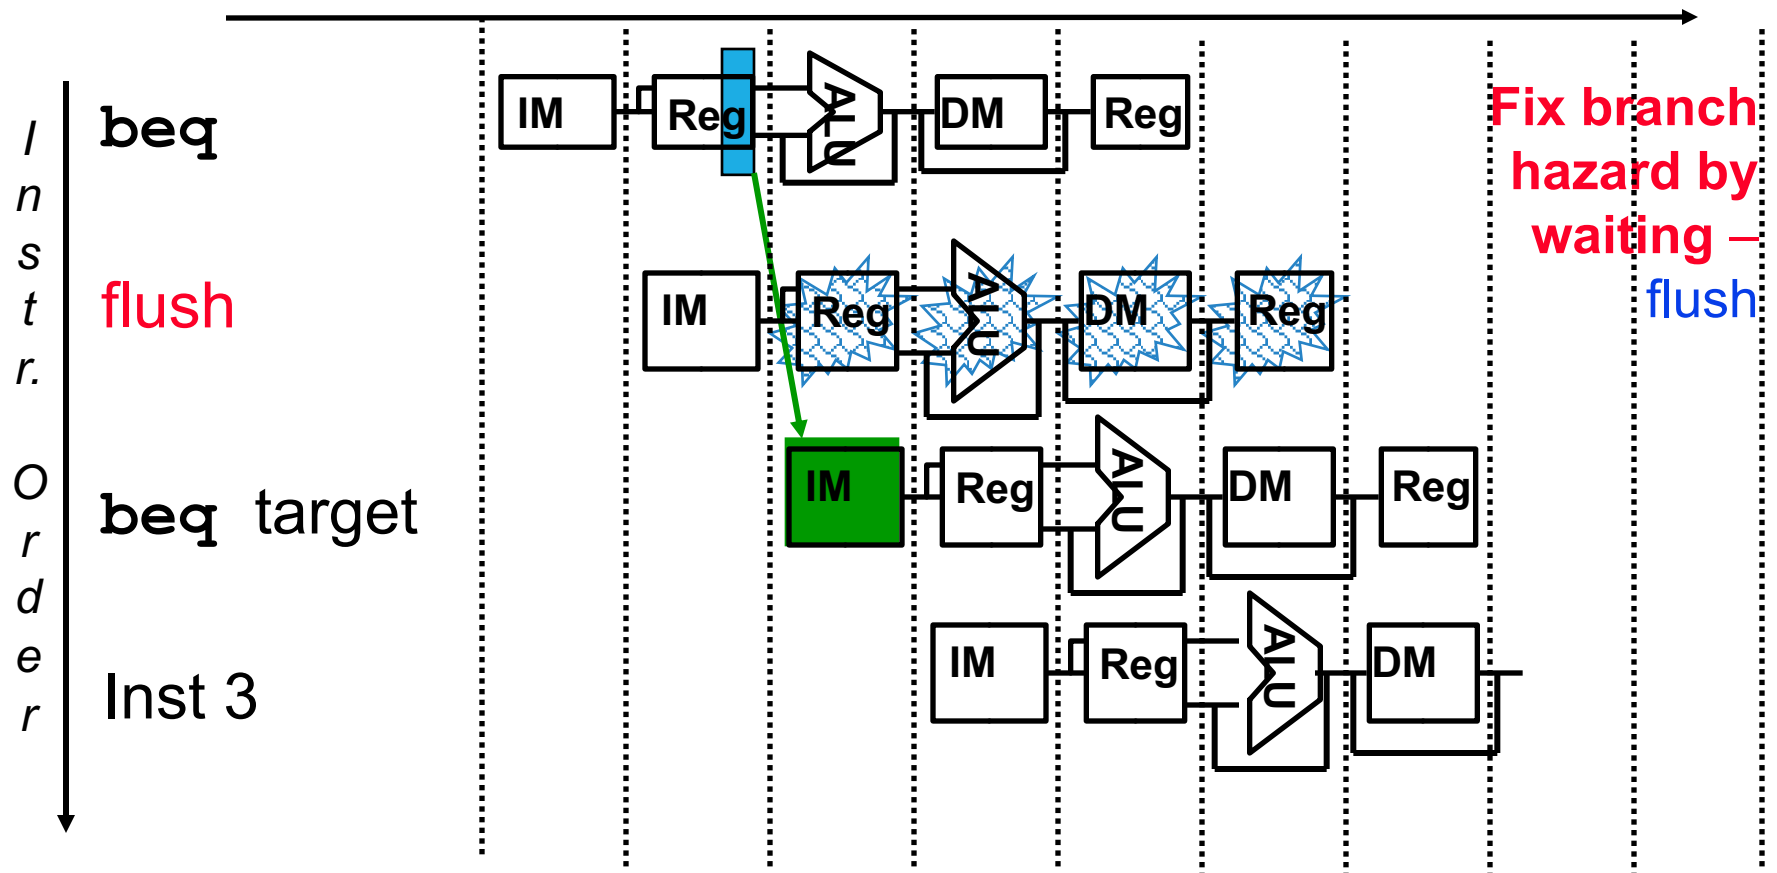 Instr. Order
beq
IM
Reg
ALU
DM
Reg
Fix branch
hazard by
waiting –
flush
flush
IM
Reg
ALU
DM
Reg
beq target
IM
Reg
ALU
DM
Reg
Inst 3
IM
Reg
ALU
DM